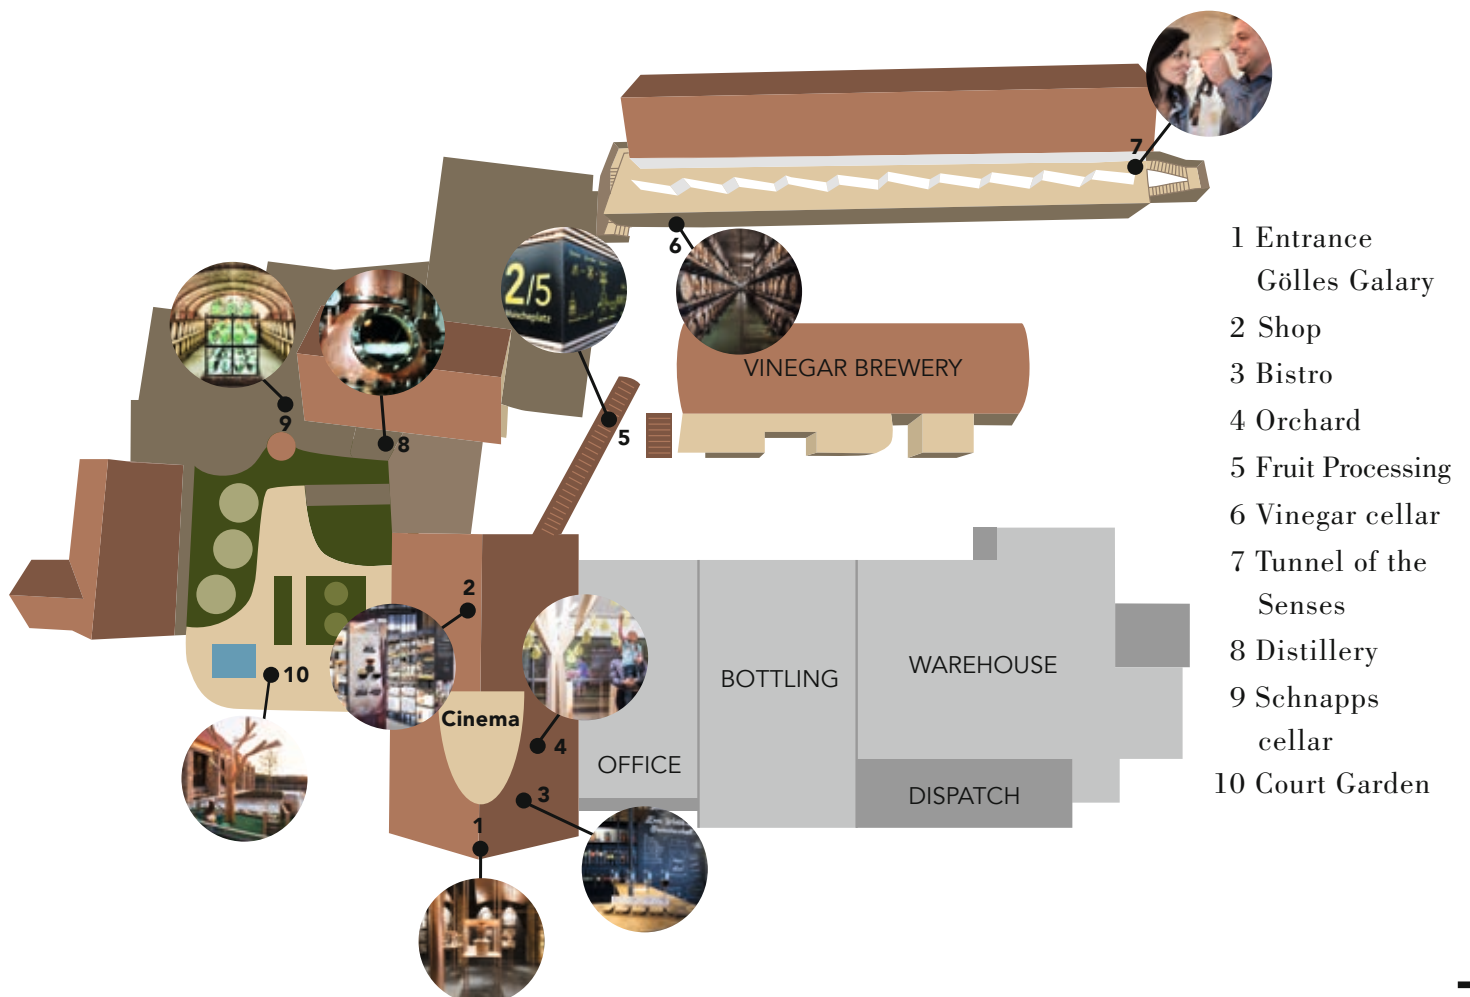 7
6
2/5
VINEGAR BREWERY
9
8
5
2
10
Cinema
4
3
1
OFFICE
BOTTLING
WAREHOUSE
DISPATCH
1 Entrance
Gölles Galary
2 Shop
3 Bistro
4 Orchard
5 Fruit Processing
6 Vinegar cellar
7 Tunnel of the
Senses
8 Distillery
9 Schnapps
cellar
10 Court Garden